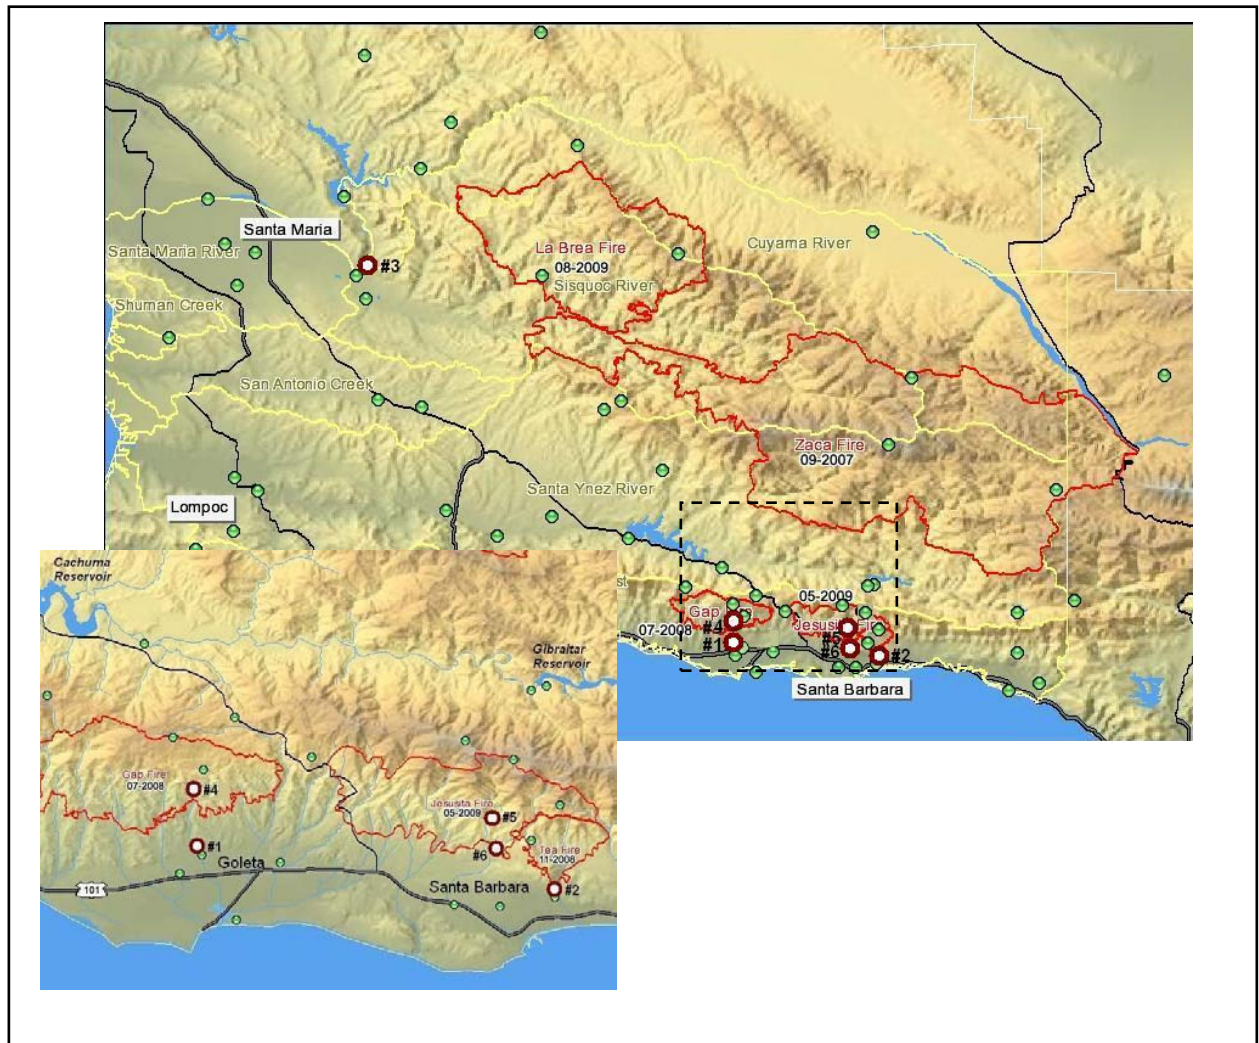 Santa Maria
Santa Maria River
#3
La Brea Fire
08-2009
Sisquoc River
Cuyama River
Shuman Creek
San Antonio Creek
Zaca Fire
09-2007
Santa Ynez River
Lompoc
05-2009
Gap
07-2008
#4
#1
#5
#6
#2
Santa Barbara
Cachuma
Reservoir
Gibraltar
Reservoir
Gap Fire
07-2008
#4
Jesusita Fire
05-2009
#5
#1
#6
Tea Fire
11-2008
Goleta
101
Santa Barbara
#2